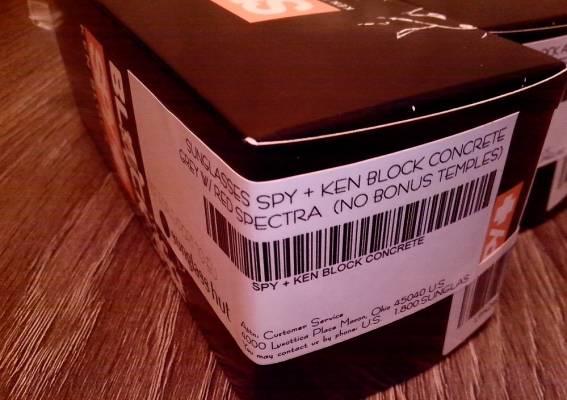 SUNGLASSES SPY + KEN BLOCK CONCRETE
GREY W/ RED SPECTRA (NO BONUS TEMPLES)
SPY + KEN BLOCK CONCRETE
sunglass hut
Attn: Customer Service
4000 Luxottica Place Mason, Ohio 45040 U.S.
You may contact us by phone: U.S. 1.800.SUNGLAS